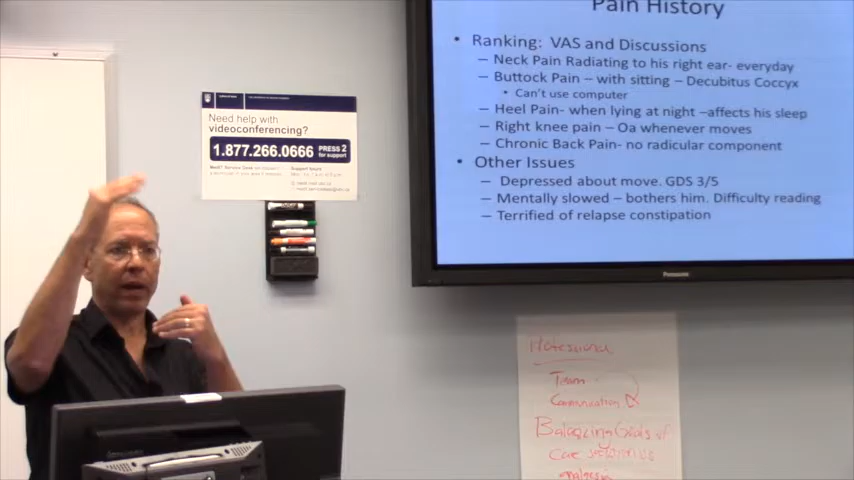 Pain History
• Ranking: VAS and Discussions
– Neck Pain Radiating to his right ear- everyday
– Buttock Pain – with sitting – Decubitus Coccyx
• Can't use computer
– Heel Pain- when lying at night –affects his sleep
– Right knee pain – Oa whenever moves
– Chronic Back Pain- no radicular component
• Other Issues
– Depressed about move. GDS 3/5
– Mentally slowed – bothers him. Difficulty reading
– Terrified of relapse constipation
Panasonic
Need help with
videoconferencing?
1.877.266.0666 PRESS 2
for support
Professional
Team
Communication
Balancing Goals of
Care
analgesia